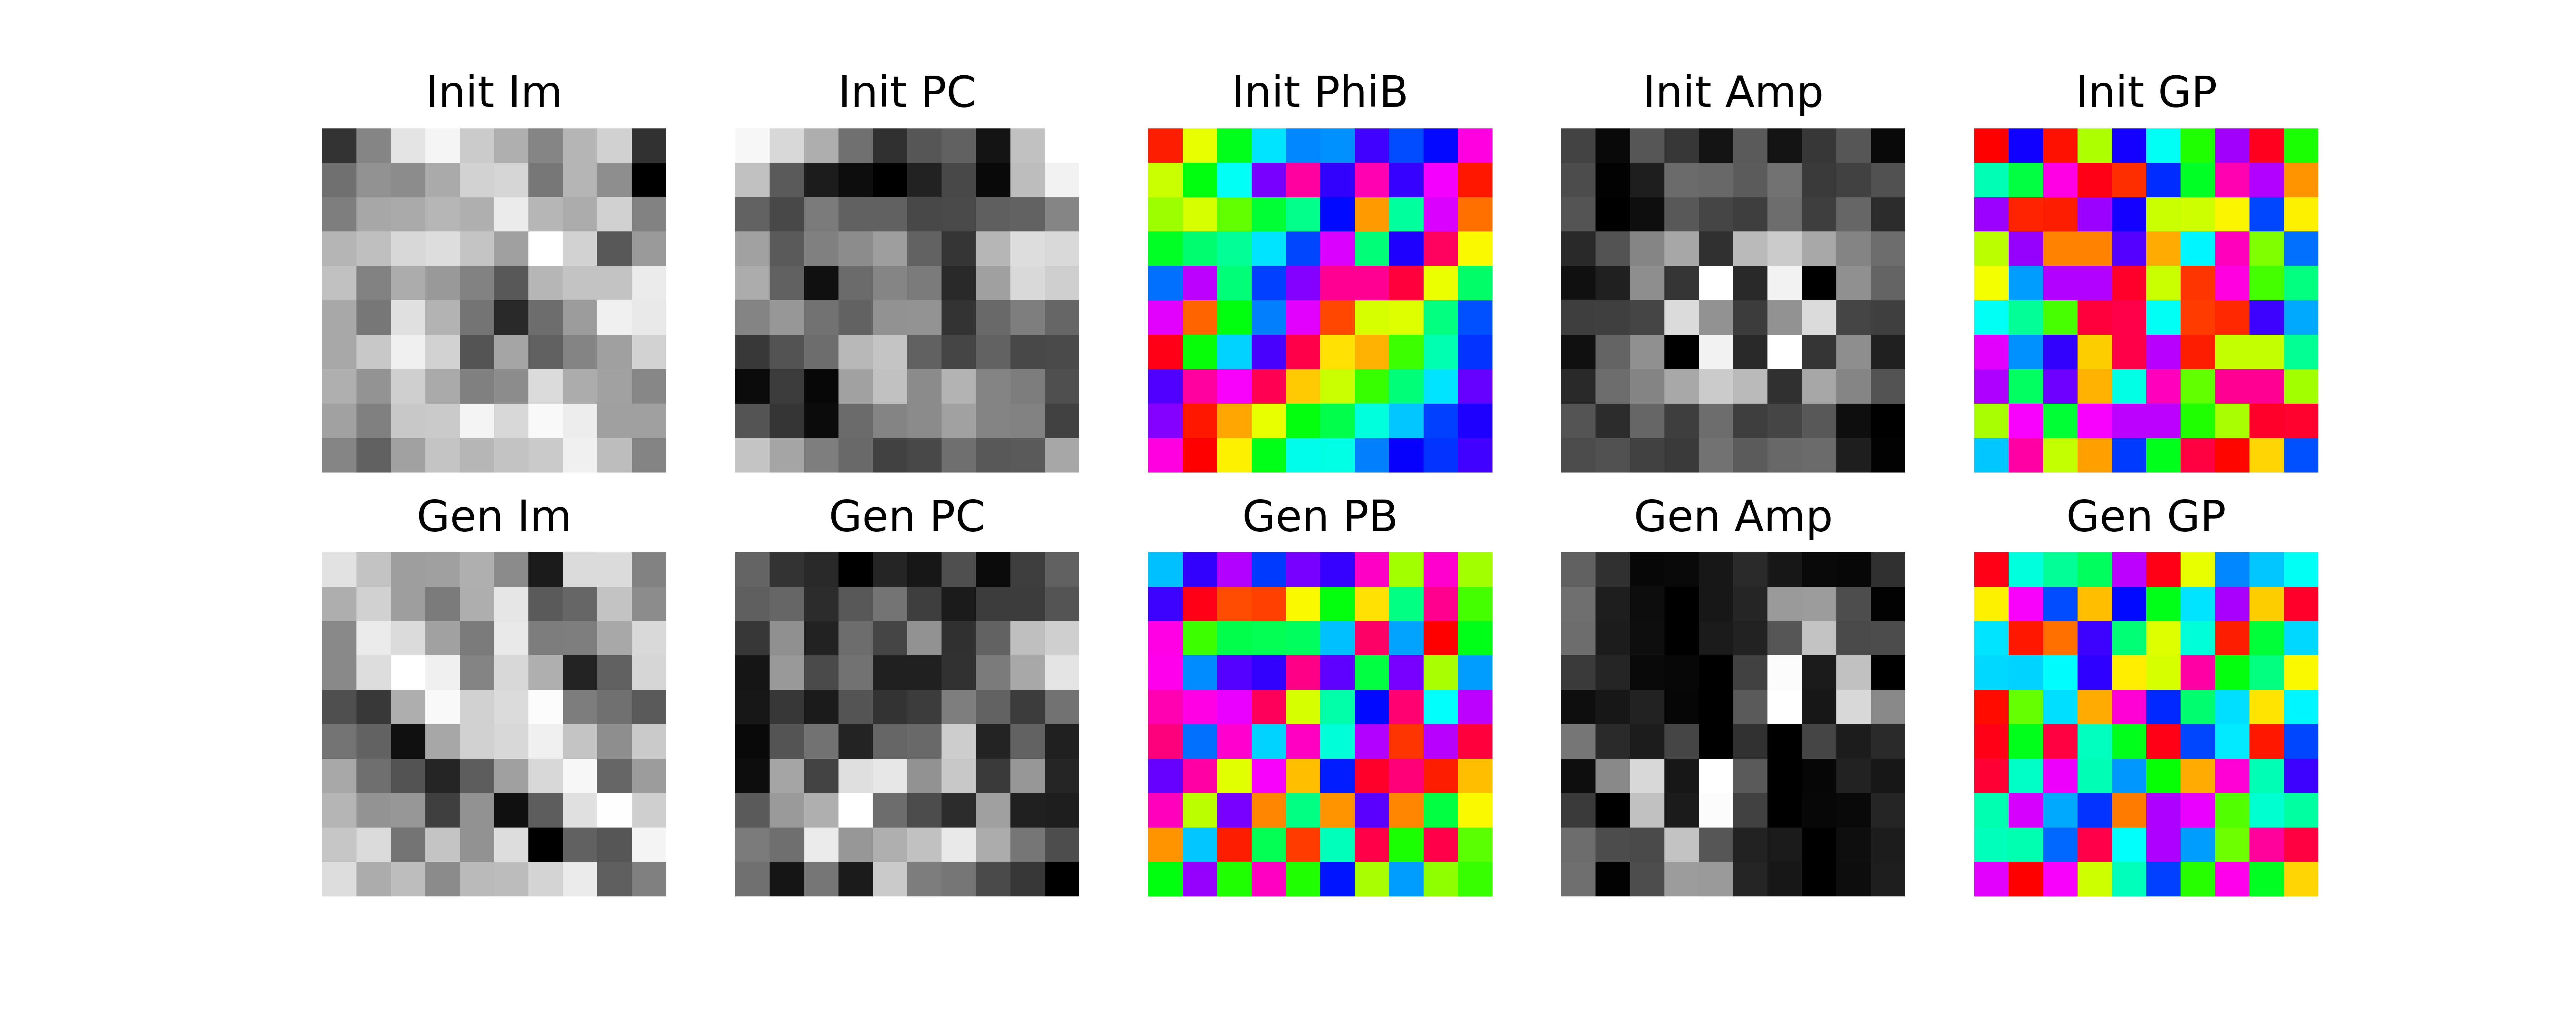 Init Im Init PC Init PhiB Init Amp Init GP
Gen Im Gen PC Gen PB Gen Amp Gen GP